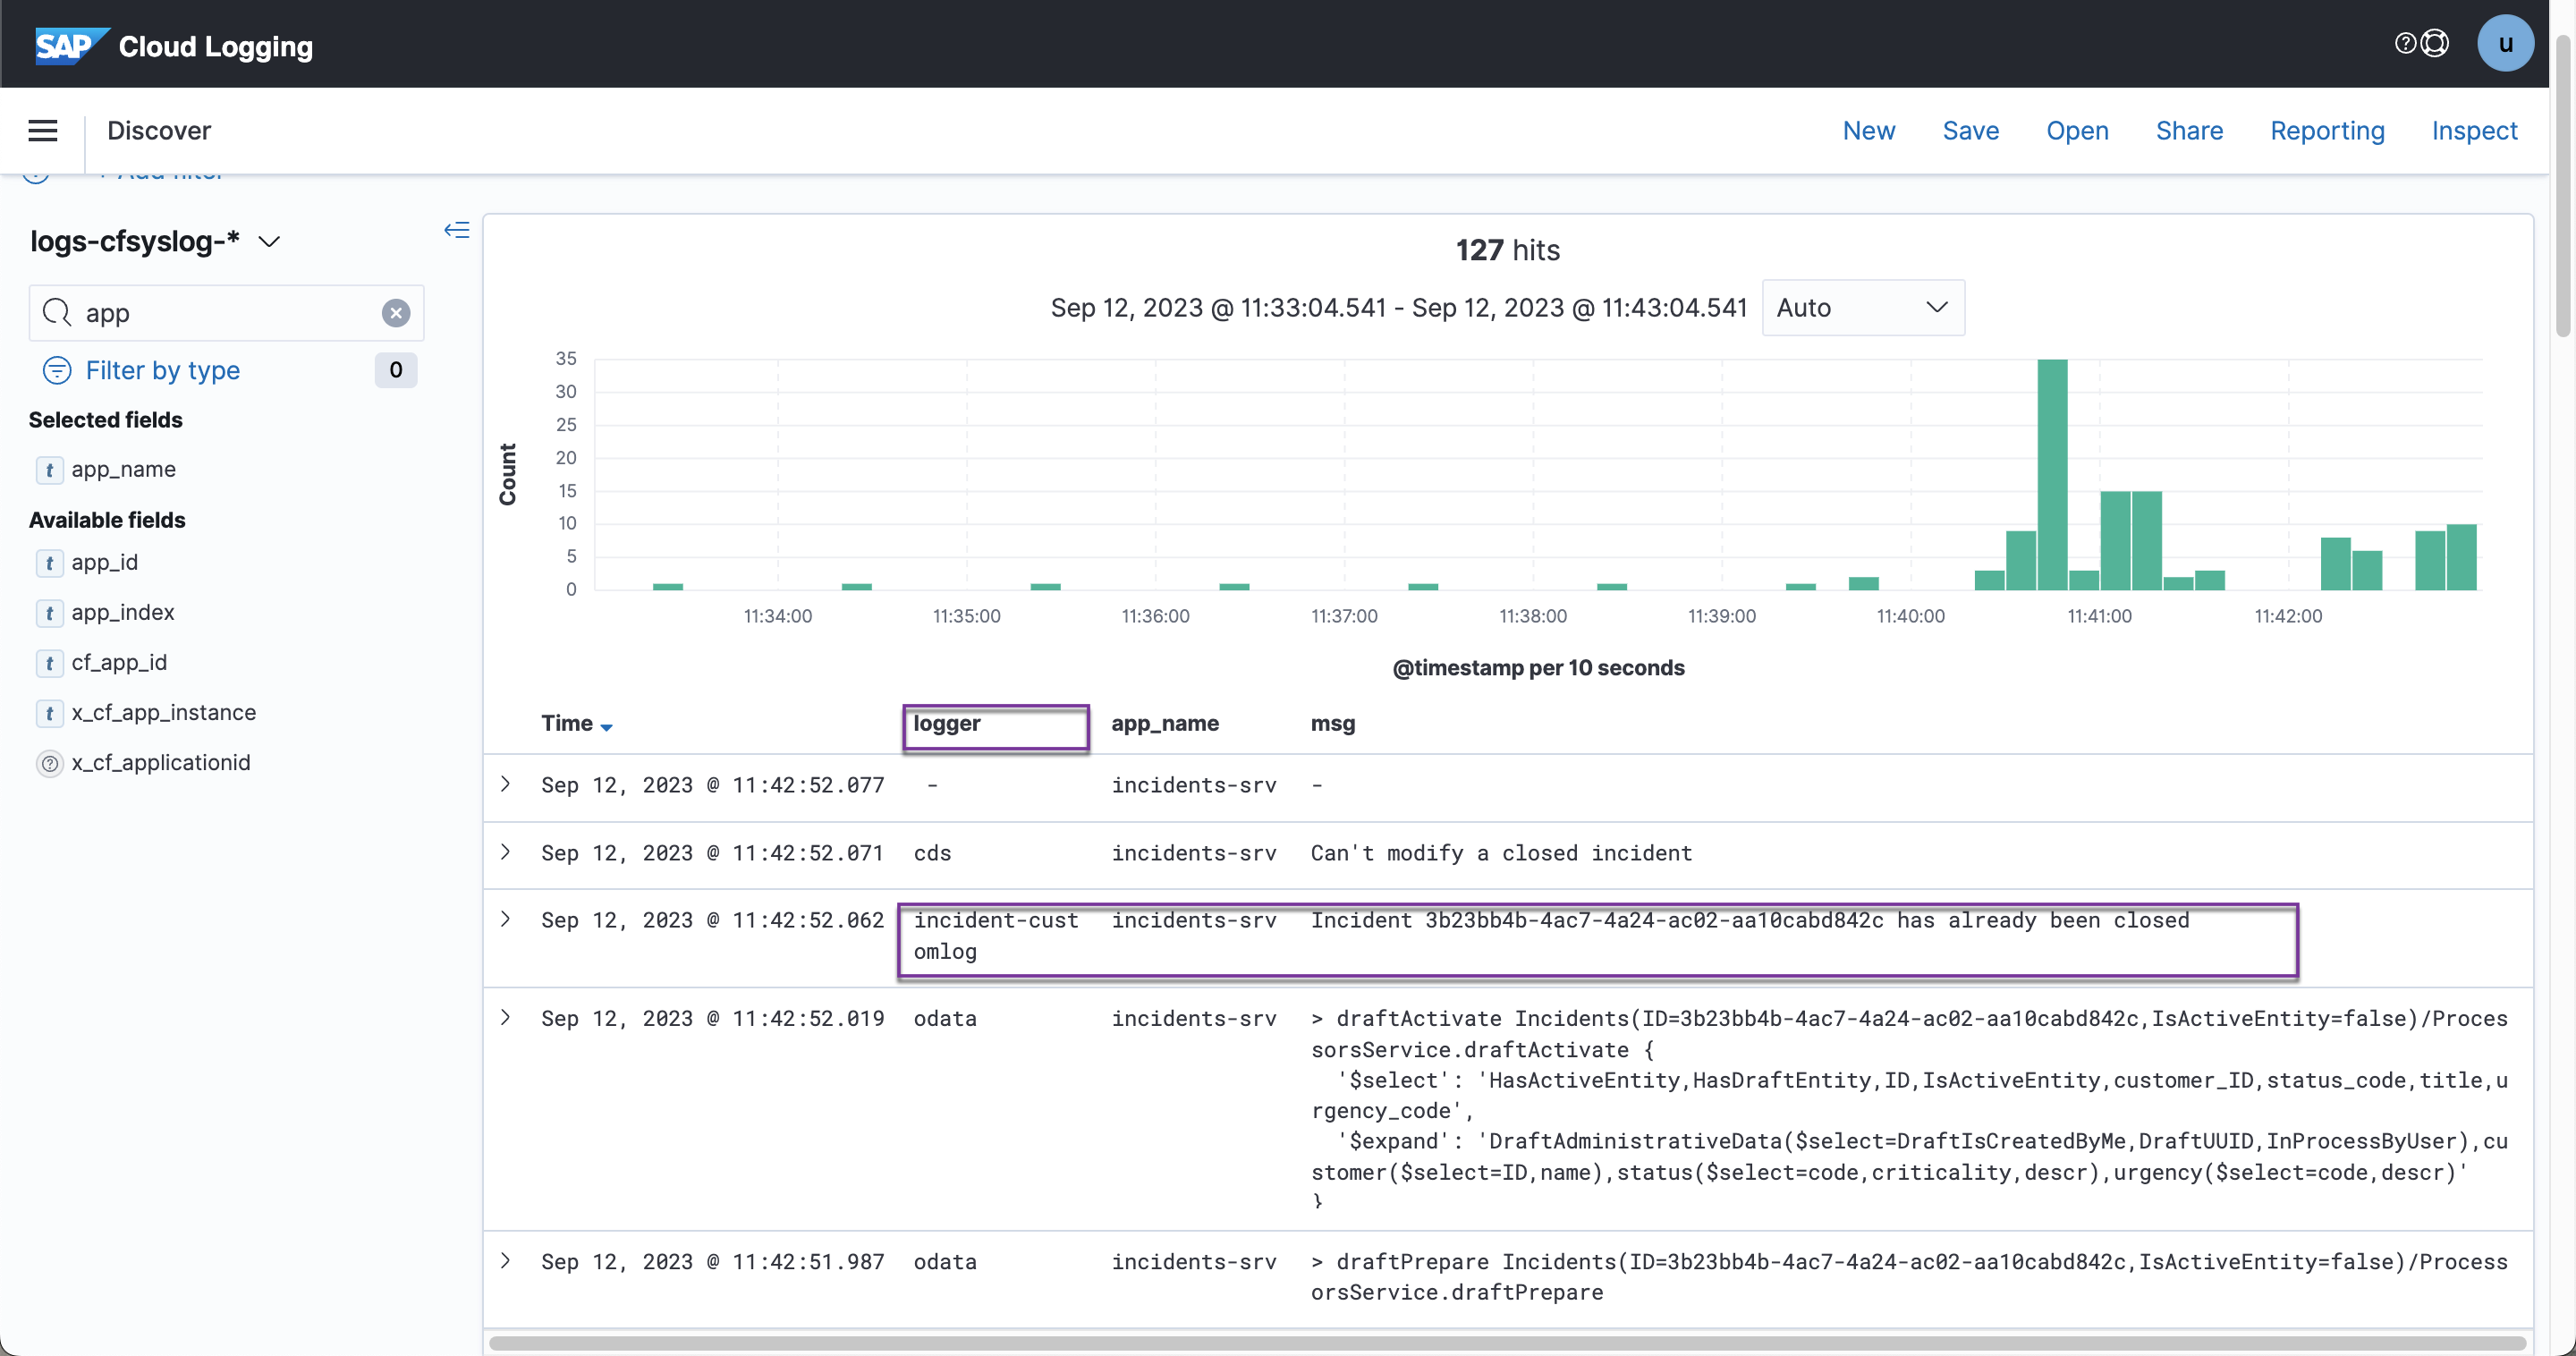 SAP Cloud Logging
u
Discover
New Save Open Share Reporting Inspect
logs-cfsyslog-*
app
Filter by type 0
Selected fields
t app_name
Available fields
t app_id
t app_index
t cf_app_id
t x_cf_app_instance
? x_cf_applicationid
127 hits
Sep 12, 2023 @ 11:33:04.541 - Sep 12, 2023 @ 11:43:04.541 Auto
Count
35
30
25
20
15
10
5
0
11:34:00 11:35:00 11:36:00 11:37:00 11:38:00 11:39:00 11:40:00 11:41:00 11:42:00
@timestamp per 10 seconds
Time logger app_name msg
Sep 12, 2023 @ 11:42:52.077 - incidents-srv -
Sep 12, 2023 @ 11:42:52.071 cds incidents-srv Can't modify a closed incident
Sep 12, 2023 @ 11:42:52.062 incident-cust incidents-srv Incident 3b23bb4b-4ac7-4a24-ac02-aa10cabd842c has already been closed
omlog
Sep 12, 2023 @ 11:42:52.019 odata incidents-srv > draftActivate Incidents(ID=3b23bb4b-4ac7-4a24-ac02-aa10cabd842c,IsActiveEntity=false)/Proces
sorsService.draftActivate {
'$select': 'HasActiveEntity,HasDraftEntity,ID,IsActiveEntity,customer_ID,status_code,title,u
rgency_code',
'$expand': 'DraftAdministrativeData($select=DraftIsCreatedByMe,DraftUUID,InProcessByUser),cu
stomer($select=ID,name),status($select=code,criticality,descr),urgency($select=code,descr)'
}
Sep 12, 2023 @ 11:42:51.987 odata incidents-srv > draftPrepare Incidents(ID=3b23bb4b-4ac7-4a24-ac02-aa10cabd842c,IsActiveEntity=false)/Process
orsService.draftPrepare